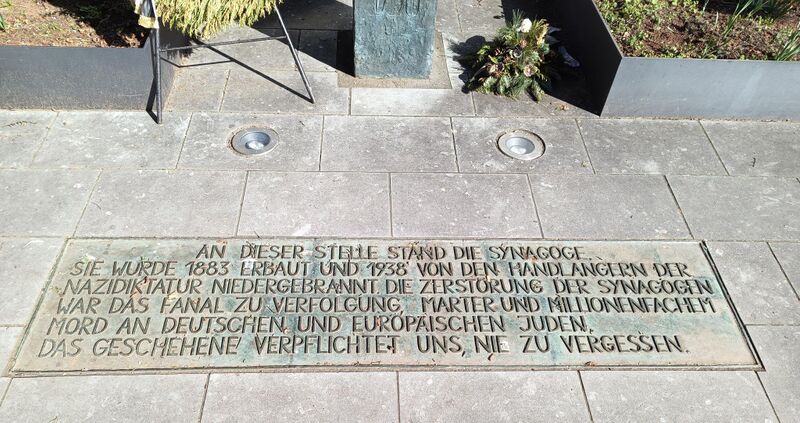 AN DIESER STELLE STAND DIE SYNAGOGE.
SIE WURDE 1883 ERBAUT UND 1938 VON DEN HANDLANGERN DER
NAZIDIKTATUR NIEDERGEBRANNT. DIE ZERSTÖRUNG DER SYNAGOGEN
WAR DAS FANAL ZU VERFOLGUNG, MARTER UND MILLIONENFACHEM
MORD AN DEUTSCHEN UND EUROPÄISCHEN JUDEN.
DAS GESCHEHENE VERPFLICHTET UNS, NIE ZU VERGESSEN.